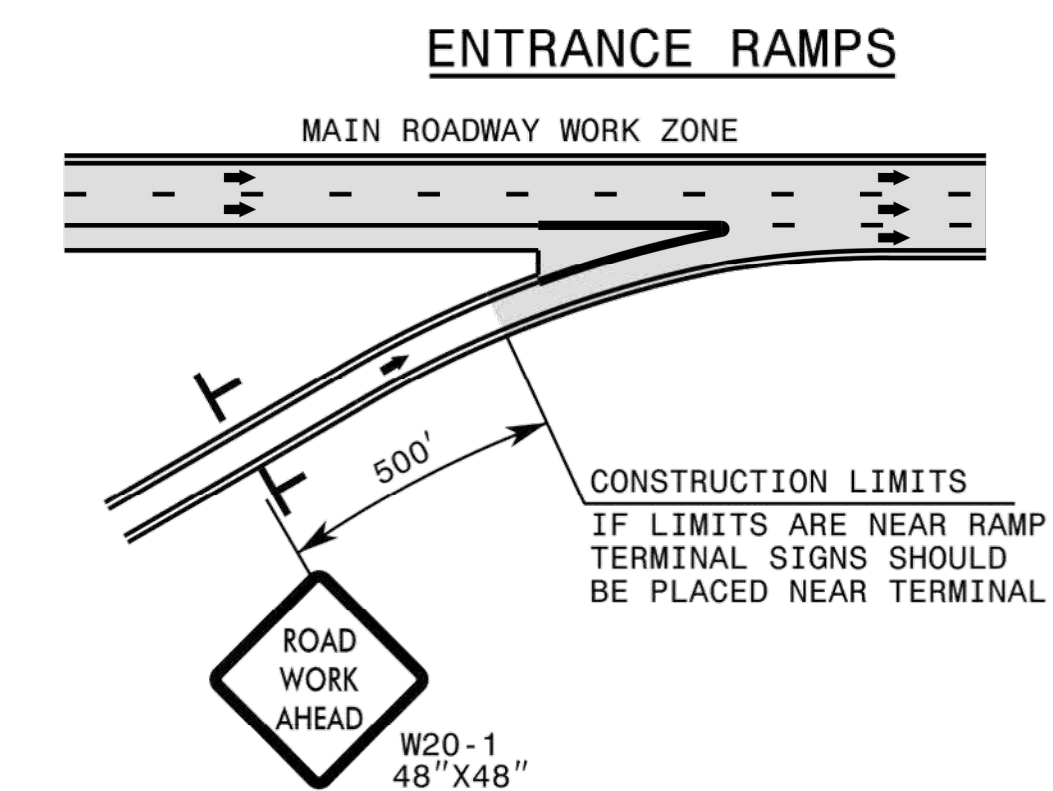 ENTRANCE RAMPS
MAIN ROADWAY WORK ZONE
500'
CONSTRUCTION LIMITS
IF LIMITS ARE NEAR RAMP
TERMINAL SIGNS SHOULD
BE PLACED NEAR TERMINAL
ROAD
WORK
AHEAD
W20-1
48"X48"